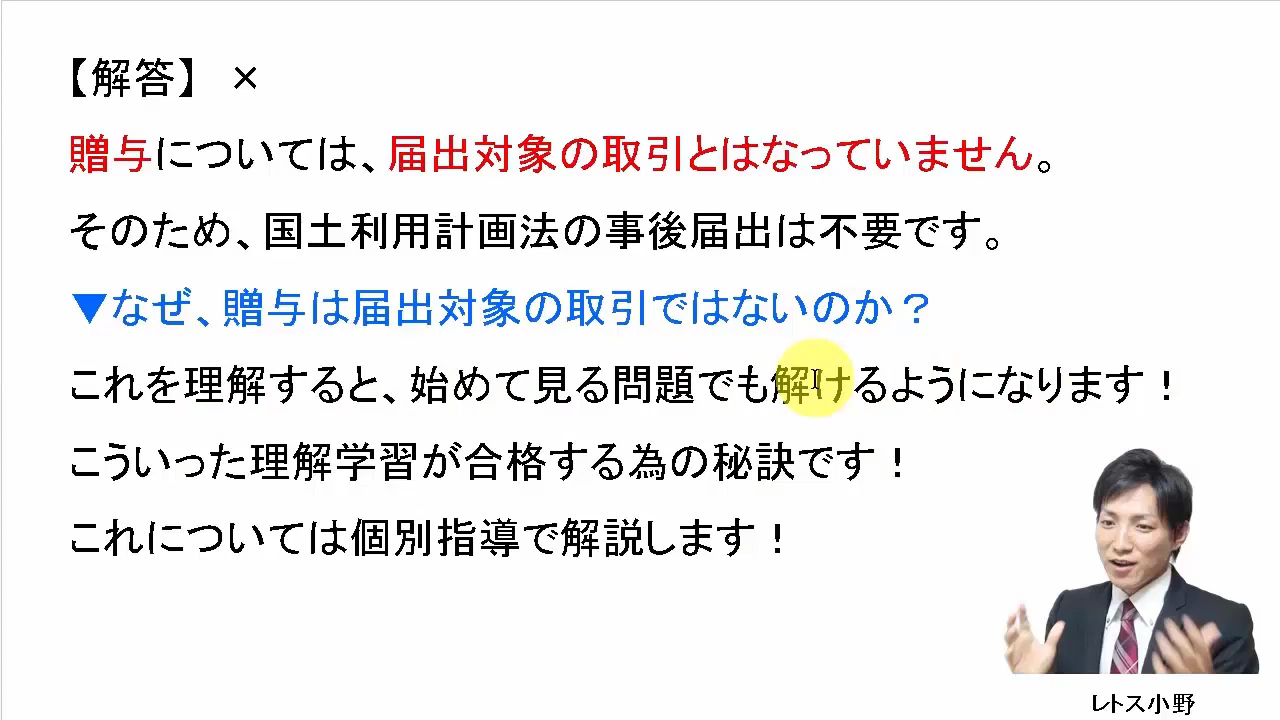 【解答】 ×
贈与については、届出対象の取引とはなっていません。
そのため、国土利用計画法の事後届出は不要です。
▼なぜ、贈与は届出対象の取引ではないのか？
これを理解すると、始めて見る問題でも解けるようになります！
こういった理解学習が合格する為の秘訣です！
これについては個別指導で解説します！
レトス小野